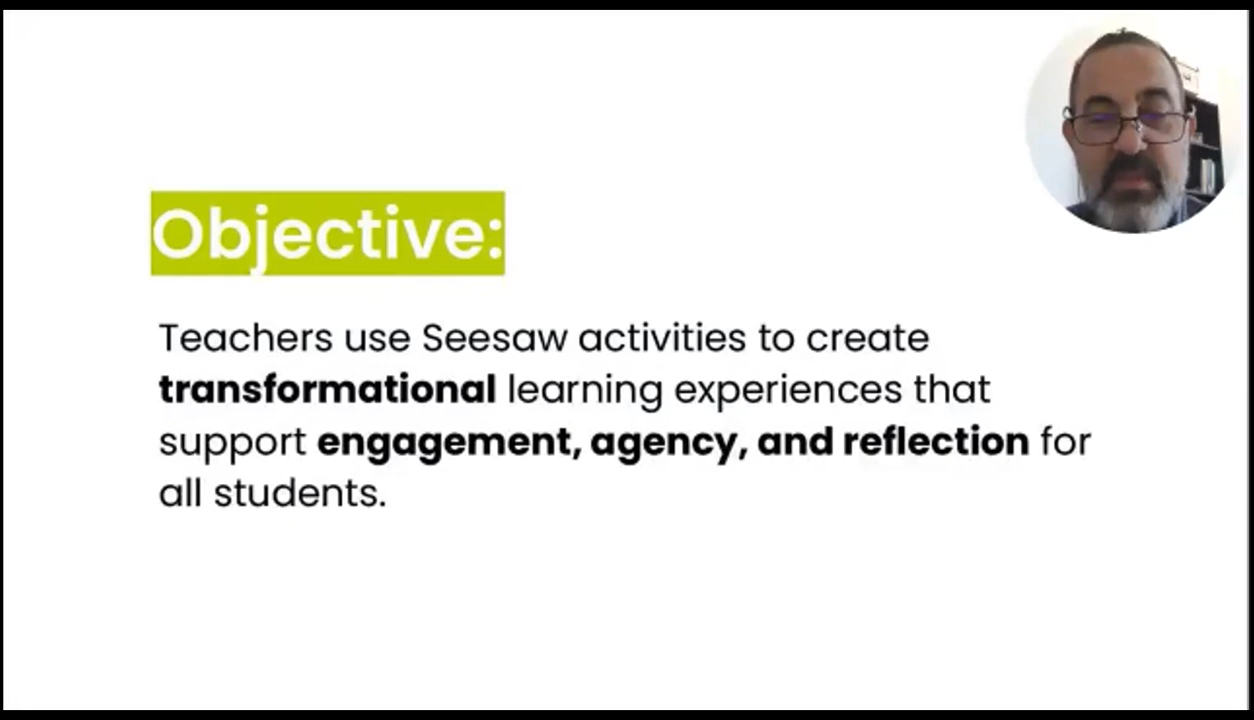 Objective:
Teachers use Seesaw activities to create
transformational learning experiences that
support engagement, agency, and reflection for
all students.